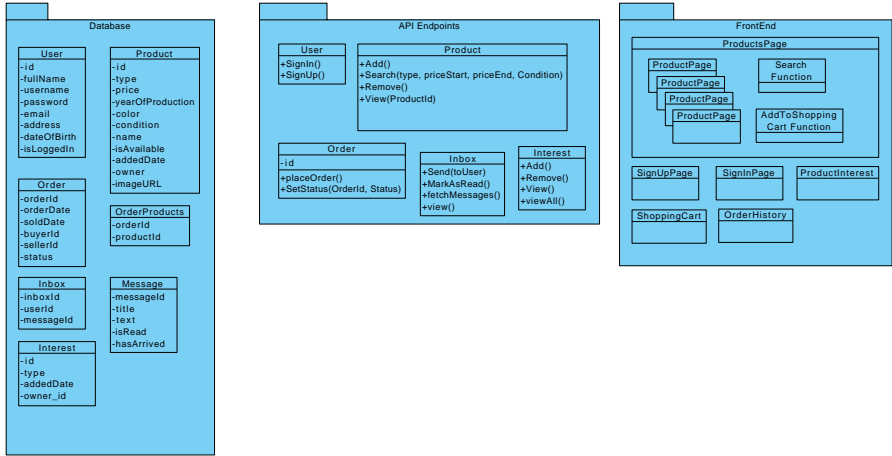 Database
User
-id
-fullName
-username
-password
-email
-address
-dateOfBirth
-isLoggedIn
Product
-id
-type
-price
-yearOfProduction
-color
-condition
-name
-isAvailable
-addedDate
-owner
-imageURL
Order
-orderId
-orderDate
-soldDate
-buyerId
-sellerId
-status
OrderProducts
-orderId
-productId
Inbox
-inboxId
-userId
-messageId
Message
-messageId
-title
-text
-isRead
-hasArrived
Interest
-id
-type
-addedDate
-owner_id
API Endpoints
User
+SignIn()
+SignUp()
Product
+Add()
+Search(type, priceStart, priceEnd, Condition)
+Remove()
+View(ProductId)
Order
-id
+placeOrder()
+SetStatus(OrderId, Status)
Inbox
+Send(toUser)
+MarkAsRead()
+fetchMessages()
+view()
Interest
+Add()
+Remove()
+View()
+viewAll()
FrontEnd
ProductsPage
ProductPage
ProductPage
ProductPage
ProductPage
Search
Function
AddToShopping
Cart Function
SignUpPage
SignInPage
ProductInterest
ShoppingCart
OrderHistory